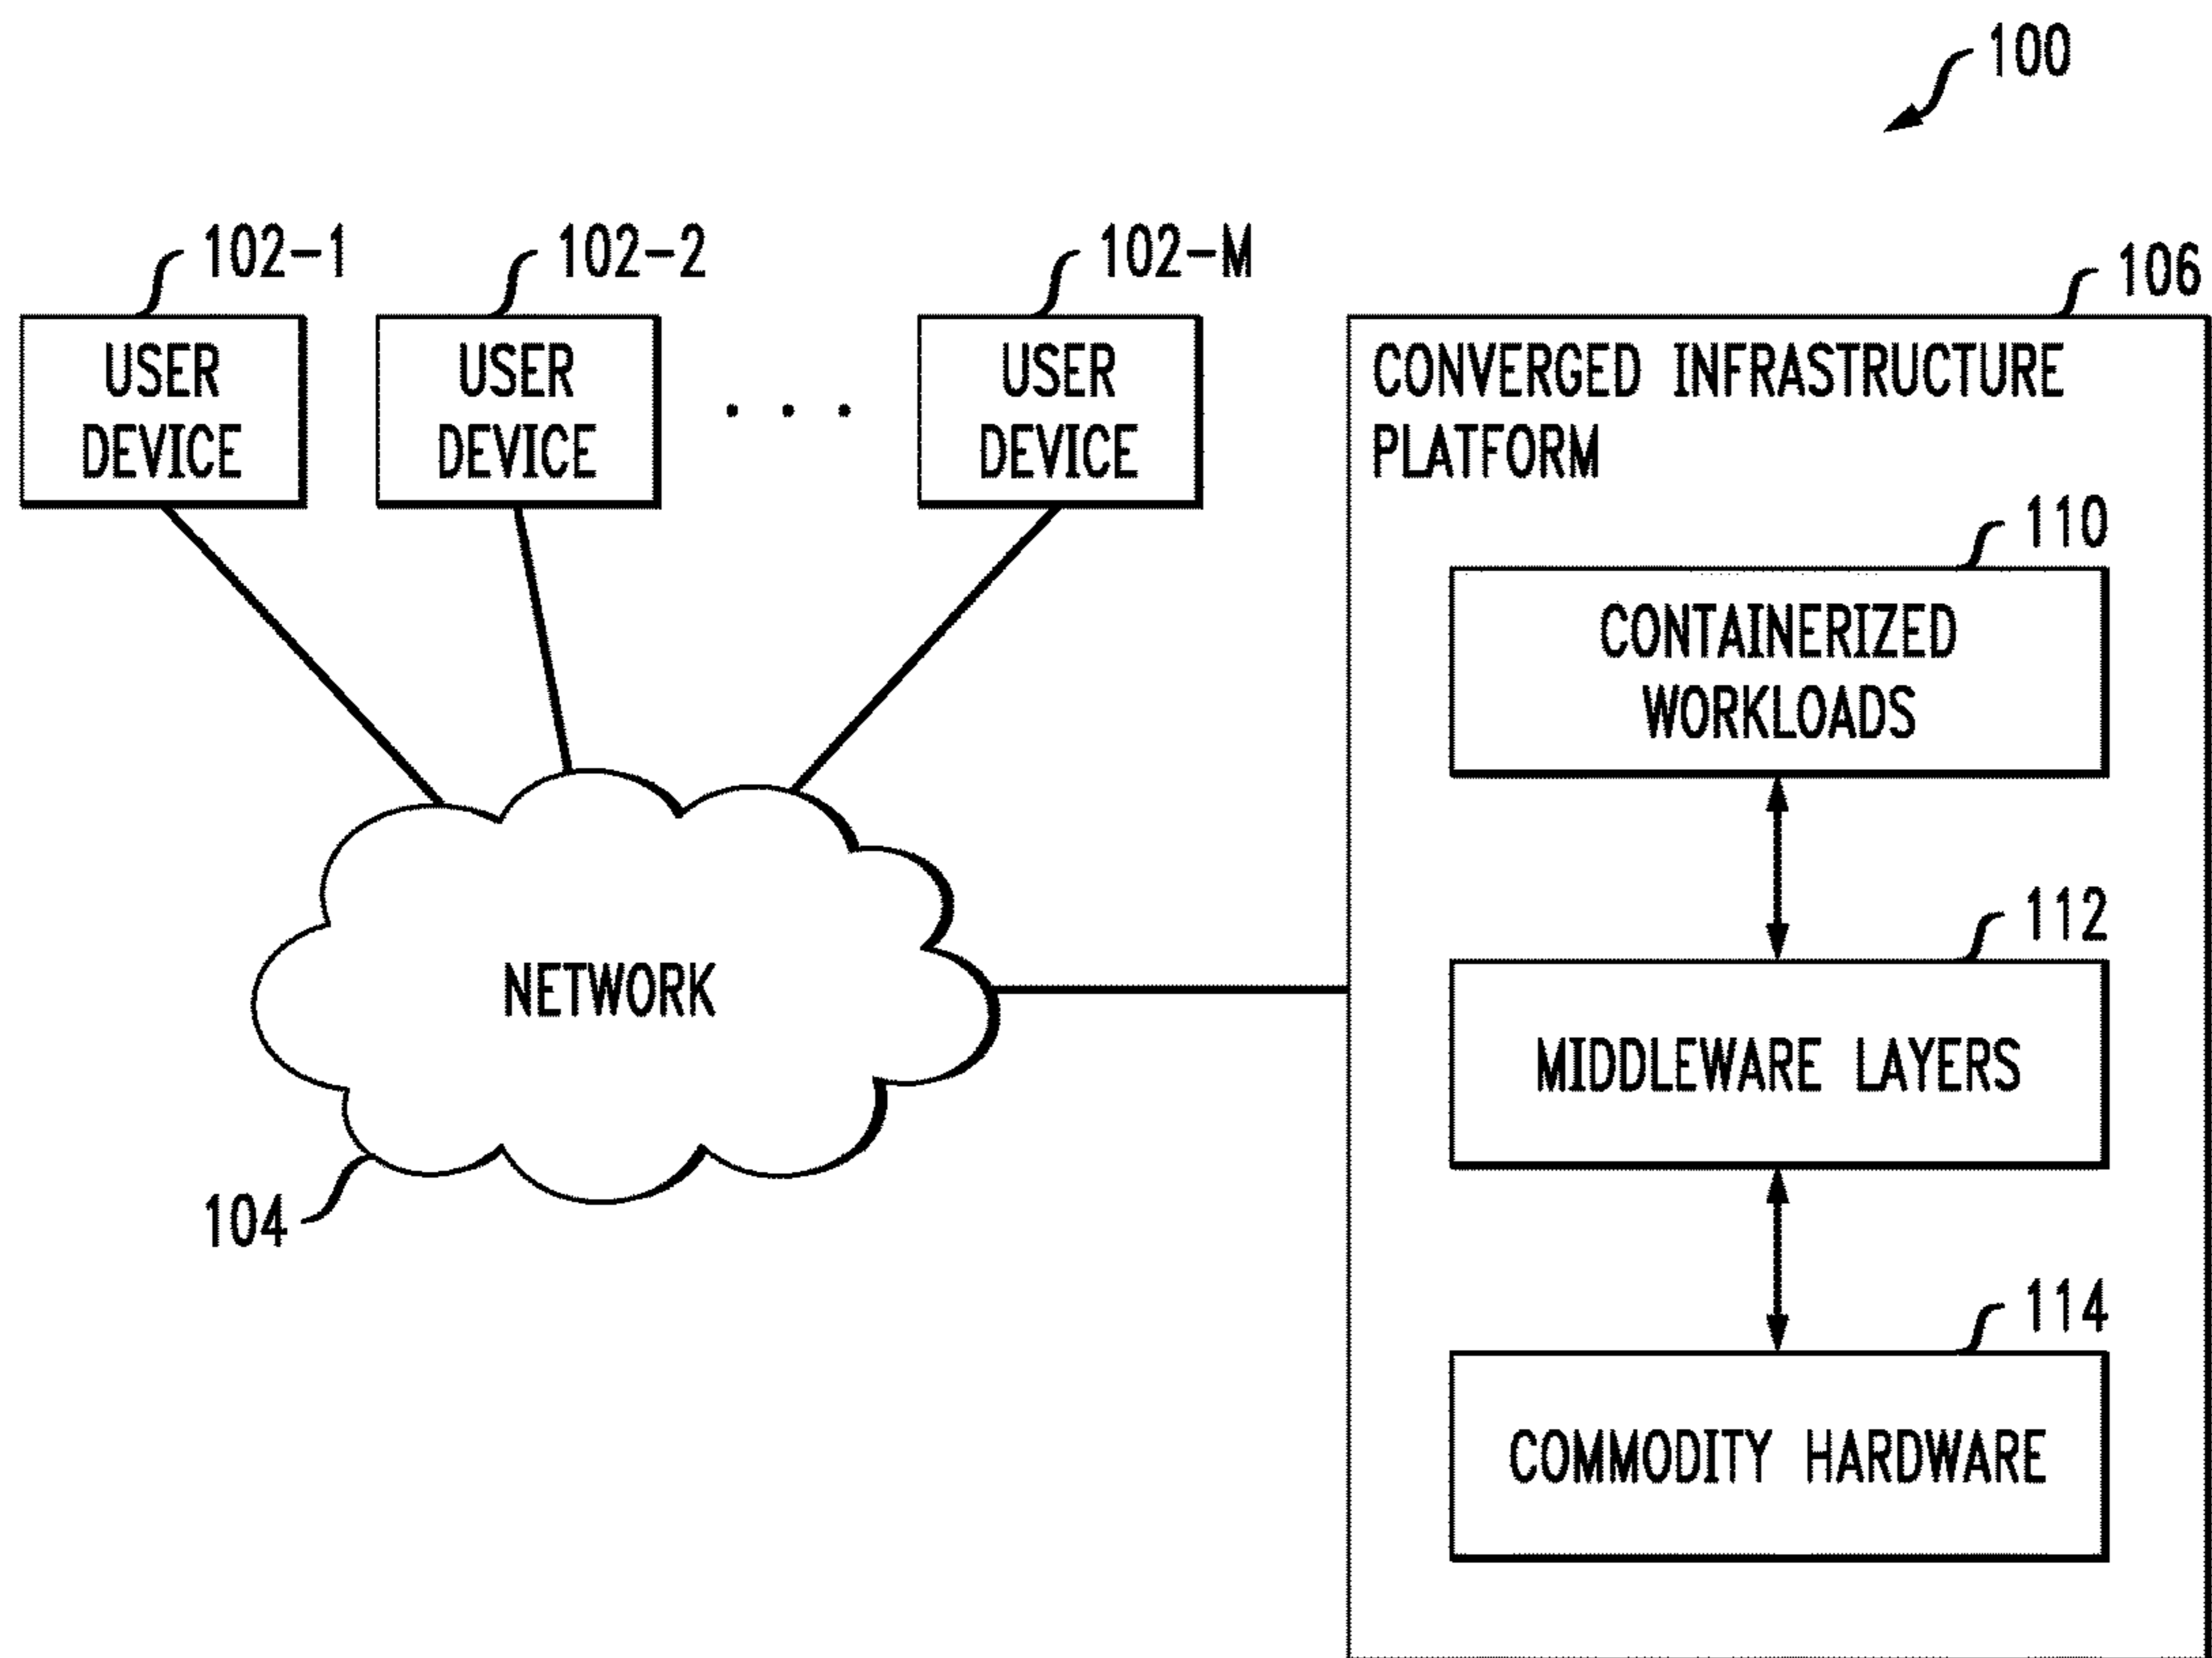 100
102-1
102-2
102-M
106
USER
DEVICE
USER
DEVICE
. . .
USER
DEVICE
CONVERGED INFRASTRUCTURE
PLATFORM
110
CONTAINERIZED
WORKLOADS
112
NETWORK
MIDDLEWARE LAYERS
104
114
COMMODITY HARDWARE